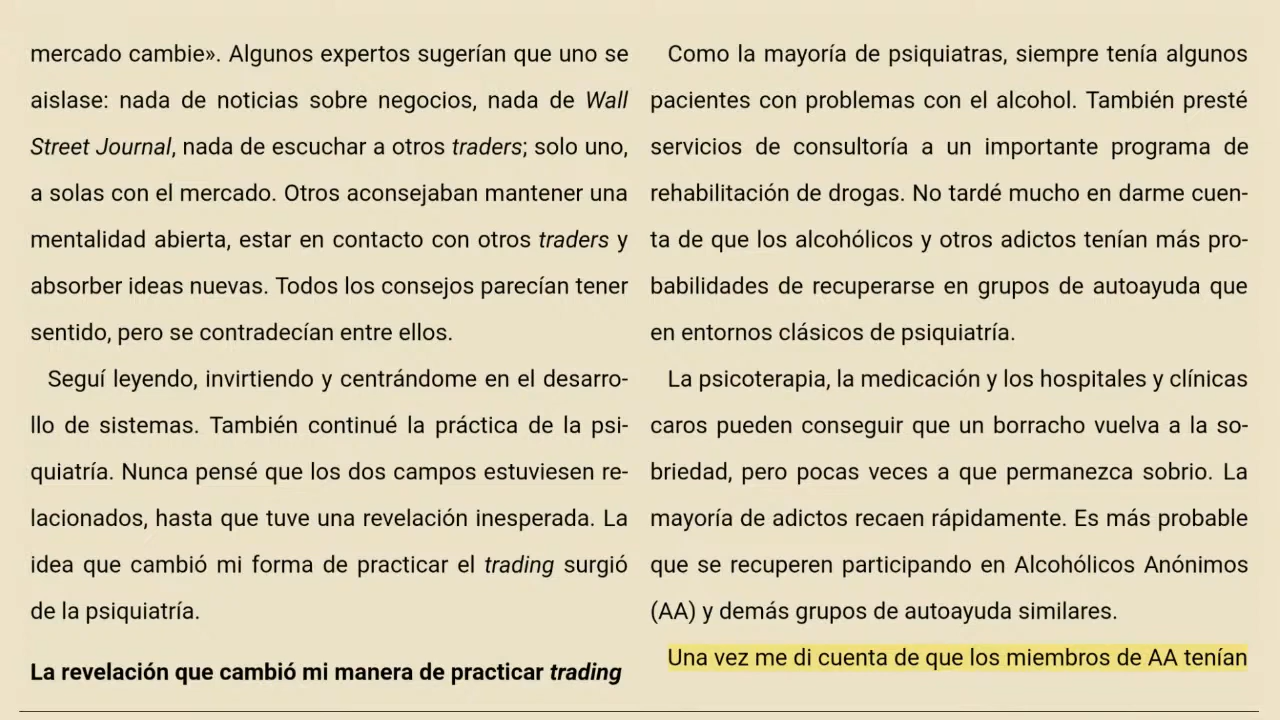 mercado cambie». Algunos expertos sugerían que uno se
aislase: nada de noticias sobre negocios, nada de Wall
Street Journal, nada de escuchar a otros traders; solo uno,
a solas con el mercado. Otros aconsejaban mantener una
mentalidad abierta, estar en contacto con otros traders y
absorber ideas nuevas. Todos los consejos parecían tener
sentido, pero se contradecían entre ellos.
Seguí leyendo, invirtiendo y centrándome en el desarro-
llo de sistemas. También continué la práctica de la psi-
quiatría. Nunca pensé que los dos campos estuviesen re-
lacionados, hasta que tuve una revelación inesperada. La
idea que cambió mi forma de practicar el trading surgió
de la psiquiatría.
La revelación que cambió mi manera de practicar trading
Como la mayoría de psiquiatras, siempre tenía algunos
pacientes con problemas con el alcohol. También presté
servicios de consultoría a un importante programa de
rehabilitación de drogas. No tardé mucho en darme cuen-
ta de que los alcohólicos y otros adictos tenían más pro-
babilidades de recuperarse en grupos de autoayuda que
en entornos clásicos de psiquiatría.
La psicoterapia, la medicación y los hospitales y clínicas
caros pueden conseguir que un borracho vuelva a la so-
briedad, pero pocas veces a que permanezca sobrio. La
mayoría de adictos recaen rápidamente. Es más probable
que se recuperen participando en Alcohólicos Anónimos
(AA) y demás grupos de autoayuda similares.
Una vez me di cuenta de que los miembros de AA tenían